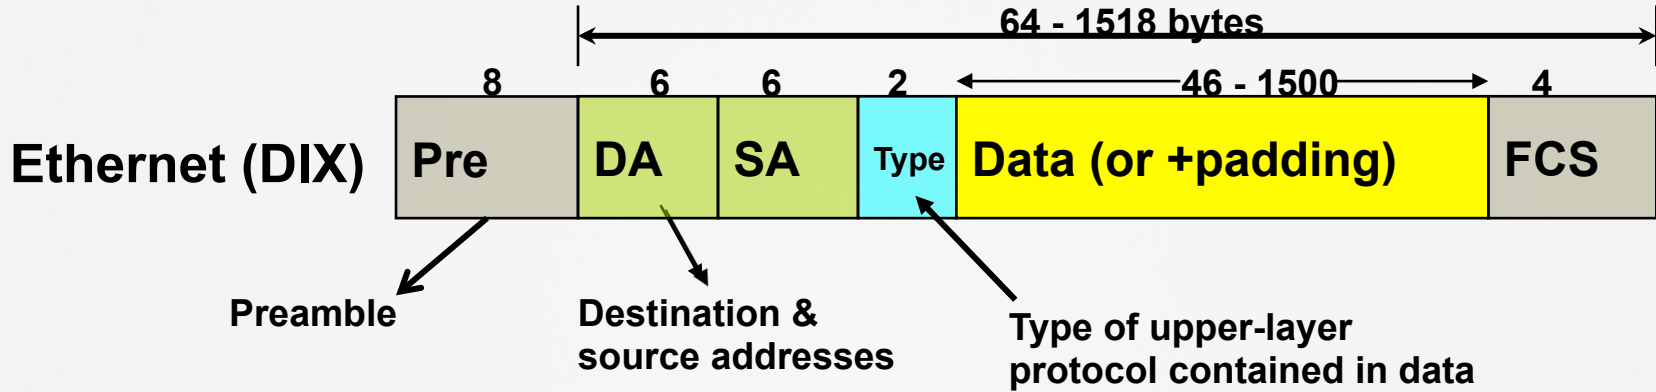 64 - 1518 bytes
8 6 6 2 46 - 1500 4
Ethernet (DIX) Pre DA SA Type Data (or +padding) FCS
Preamble
Destination &
source addresses
Type of upper-layer
protocol contained in data